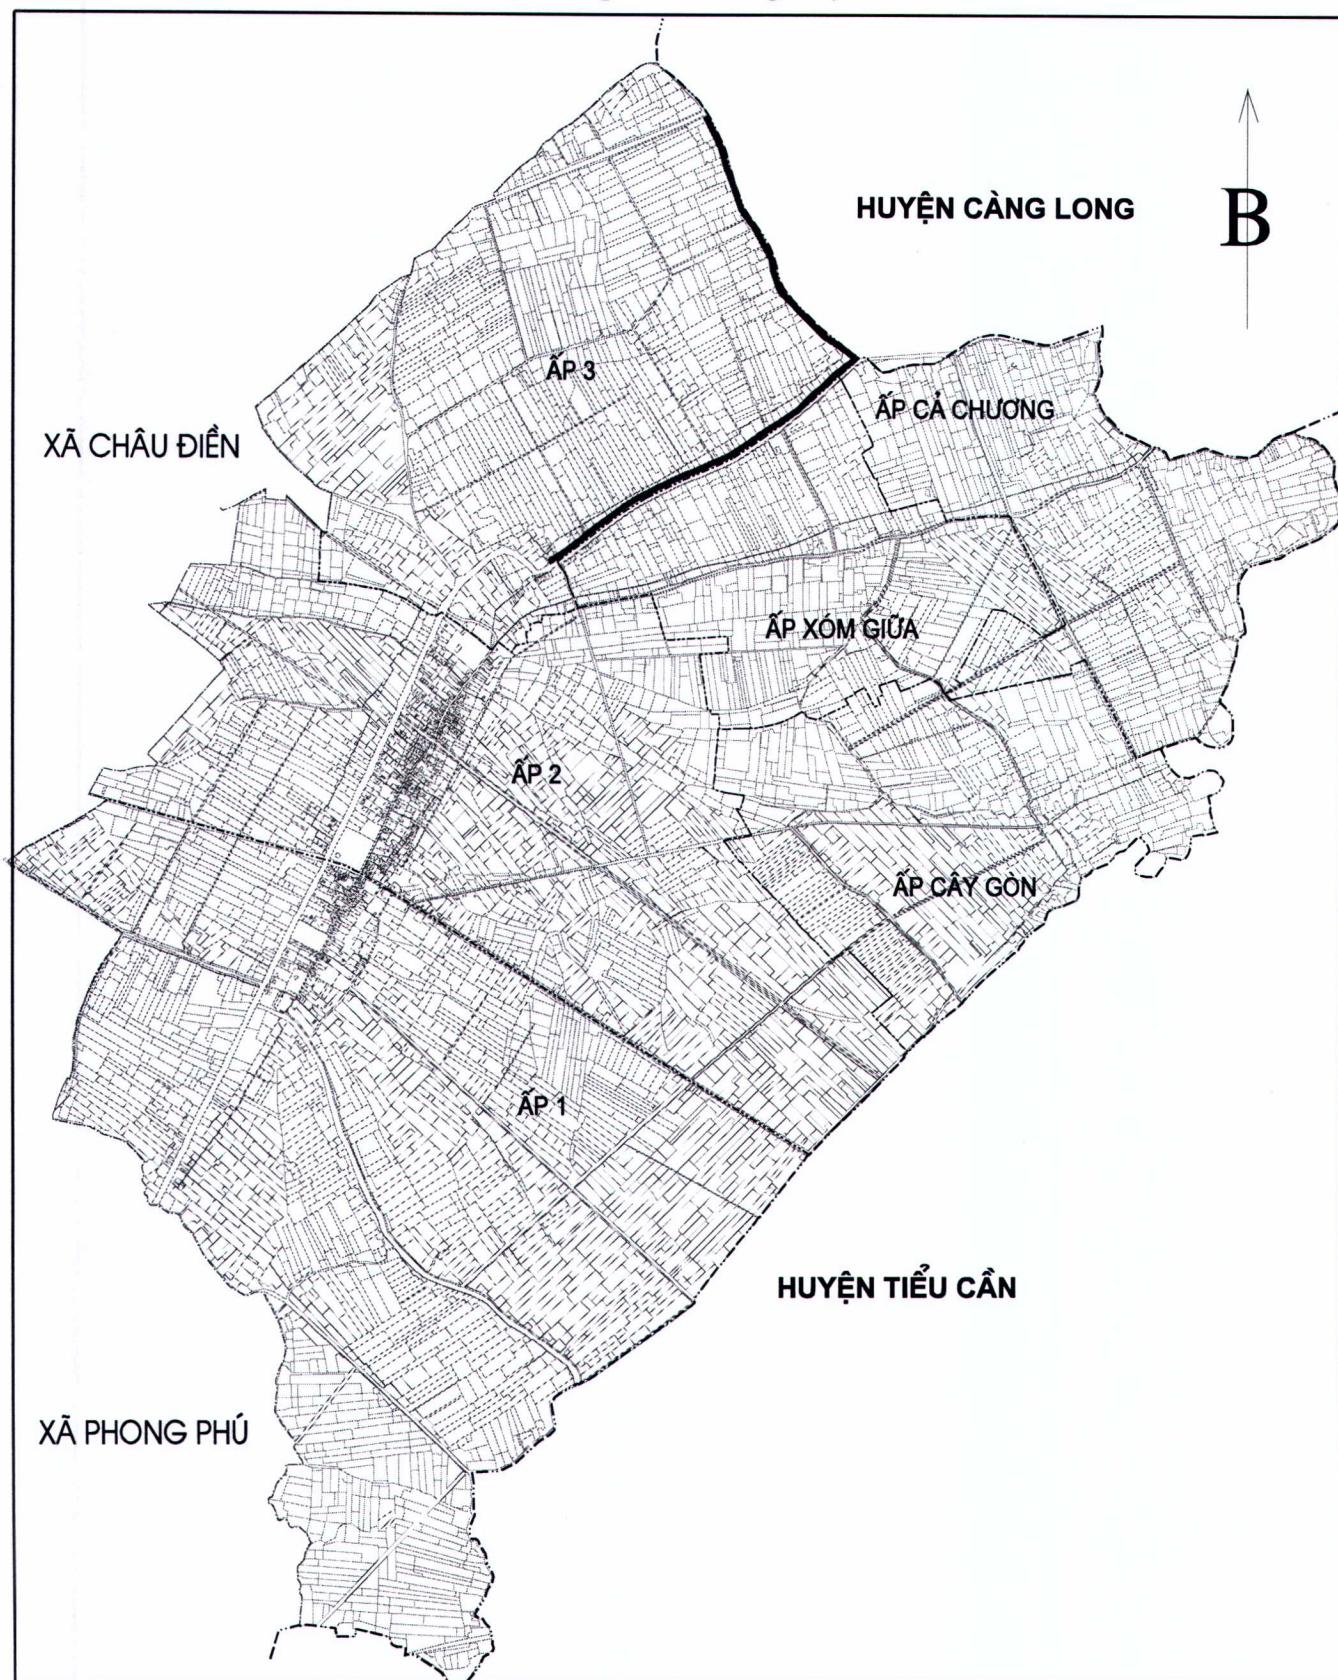 HUYỆN CÀNG LONG
B
ẤP 3
ẤP CẢ CHƯƠNG
XÃ CHÂU ĐIỀN
ẤP XÓM GIỮA
ẤP 2
ẤP CÂY GÒN
ẤP 1
HUYỆN TIỂU CẦN
XÃ PHONG PHÚ